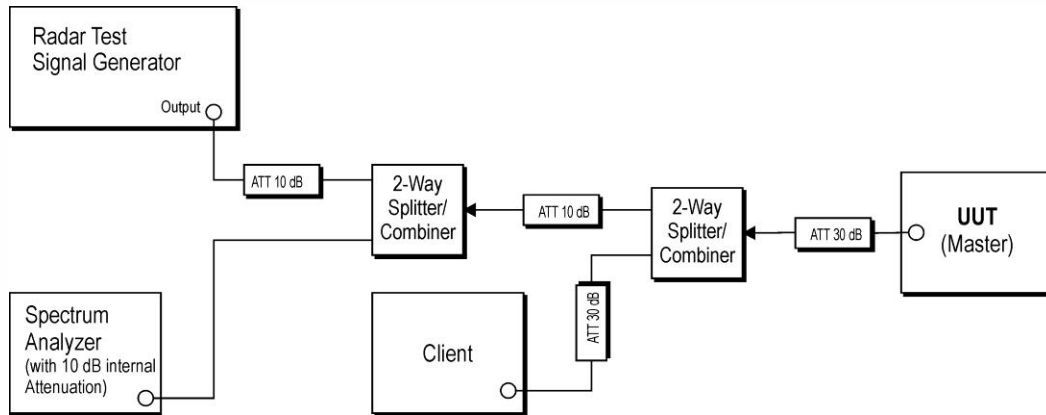 Radar Test
Signal Generator
Output
ATT 10 dB
2-Way
Splitter/
Combiner
ATT 10 dB
2-Way
Splitter/
Combiner
ATT 30 dB
UUT
(Master)
Spectrum
Analyzer
(with 10 dB internal
Attenuation)
Client
ATT 30 dB